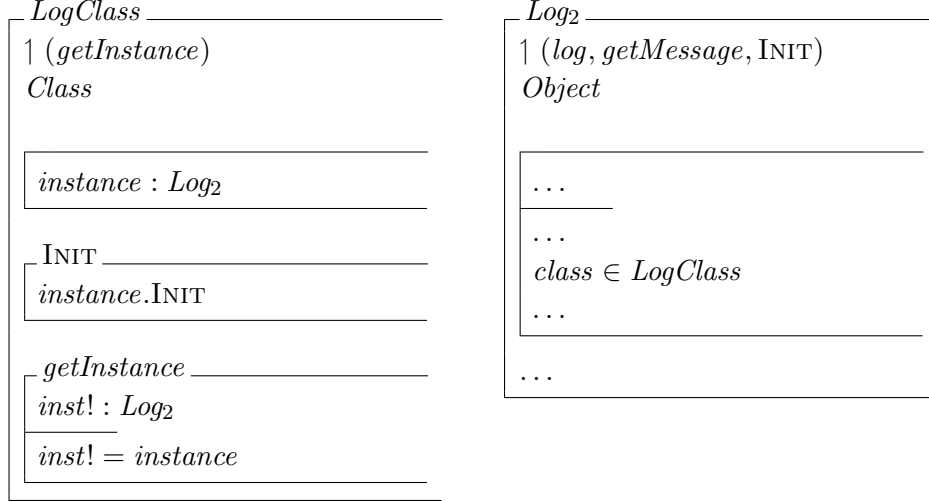 LogClass
↾ (getInstance)
Class
instance : Log₂
INIT
instance.INIT
getInstance
inst! : Log₂
inst! = instance
Log₂
↾ (log, getMessage, INIT)
Object
. . .
. . .
class ∈ LogClass
. . .
. . .